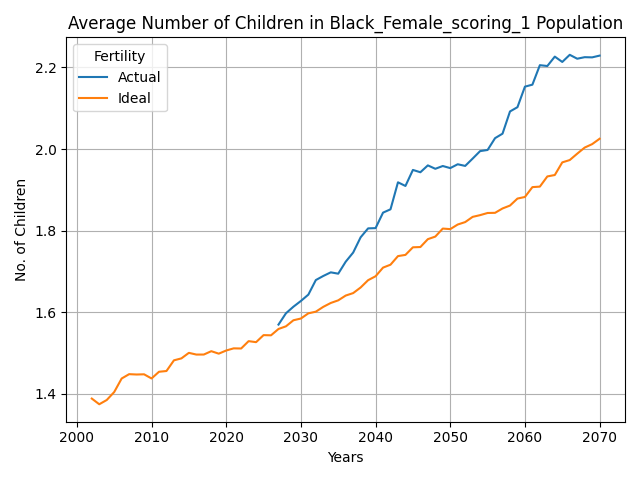 Average Number of Children in Black_Female_scoring_1 Population
Fertility
Actual
Ideal
No. of Children
2.2
2.0
1.8
1.6
1.4
2000 2010 2020 2030 2040 2050 2060 2070
Years